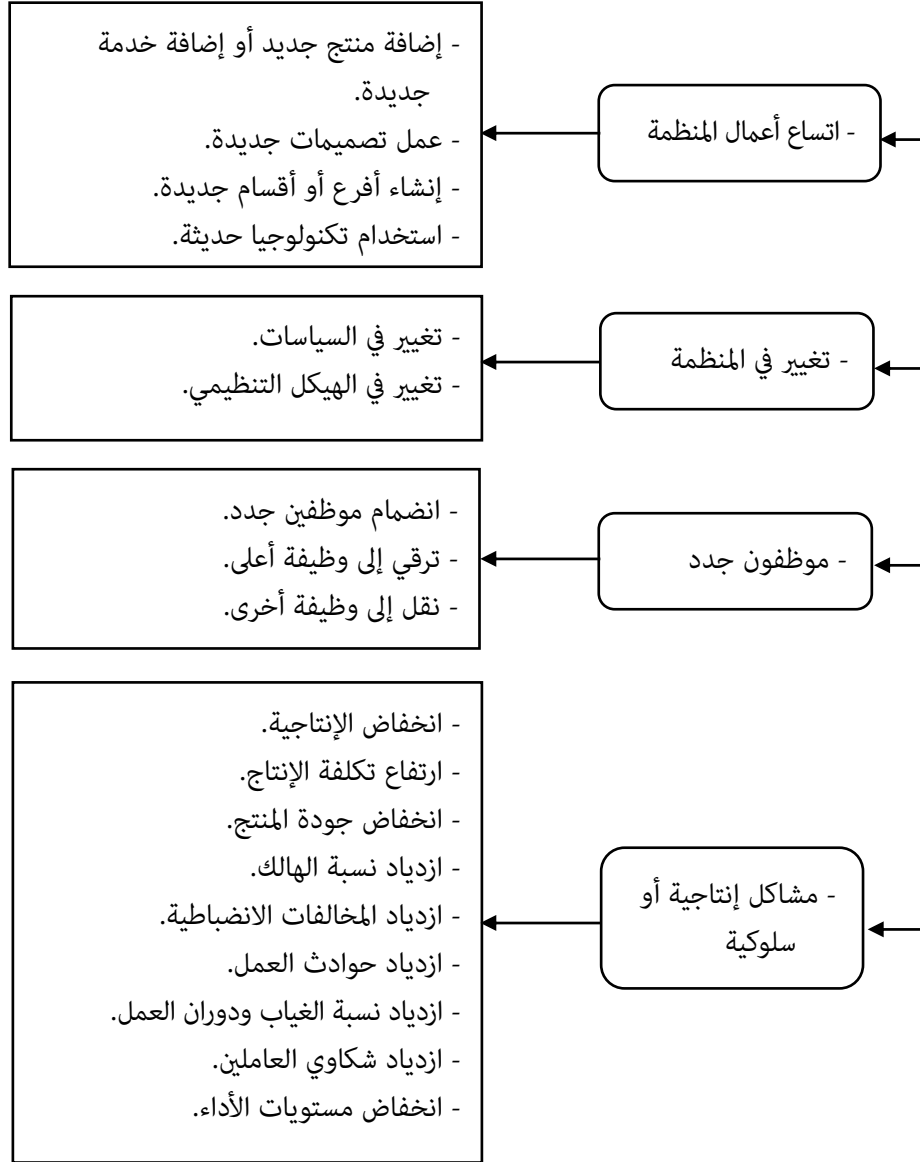 - اتساع أعمال المنظمة
- إضافة منتج جديد أو إضافة خدمة
جديدة.
- عمل تصميمات جديدة.
- إنشاء أفرع أو أقسام جديدة.
- استخدام تكنولوجيا حديثة.
- تغيير في المنظمة
- تغيير في السياسات.
- تغيير في الهيكل التنظيمي.
- موظفون جدد
- انضمام موظفين جدد.
- ترقي إلى وظيفة أعلى.
- نقل إلى وظيفة أخرى.
- مشاكل إنتاجية أو
سلوكية
- انخفاض الإنتاجية.
- ارتفاع تكلفة الإنتاج.
- انخفاض جودة المنتج.
- ازدياد نسبة الهالك.
- ازدياد المخالفات الانضباطية.
- ازدياد حوادث العمل.
- ازدياد نسبة الغياب ودوران العمل.
- ازدياد شكاوي العاملين.
- انخفاض مستويات الأداء.